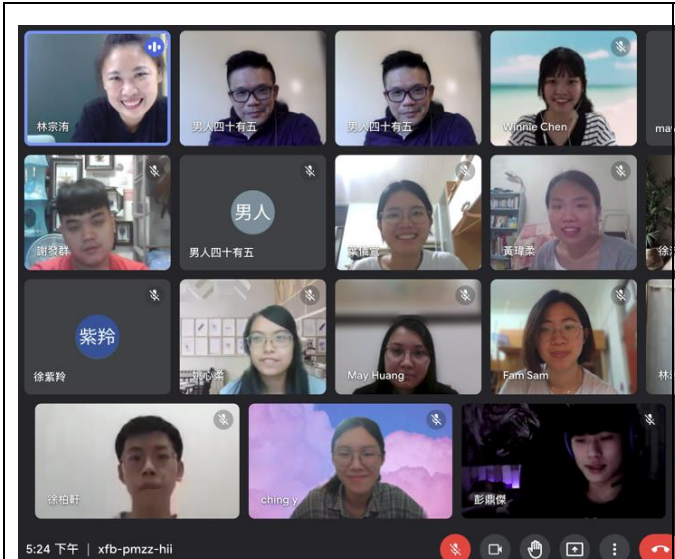 林宗洧
男人四十有五
男人四十有五
Winnie Chen
謝發群
男人
男人四十有五
黃瑋柔
紫羚
徐紫羚
May Huang
Fam Sam
徐柏軒
ching y
彭鼎傑
5:24 下午 | xfb-pmzz-hii